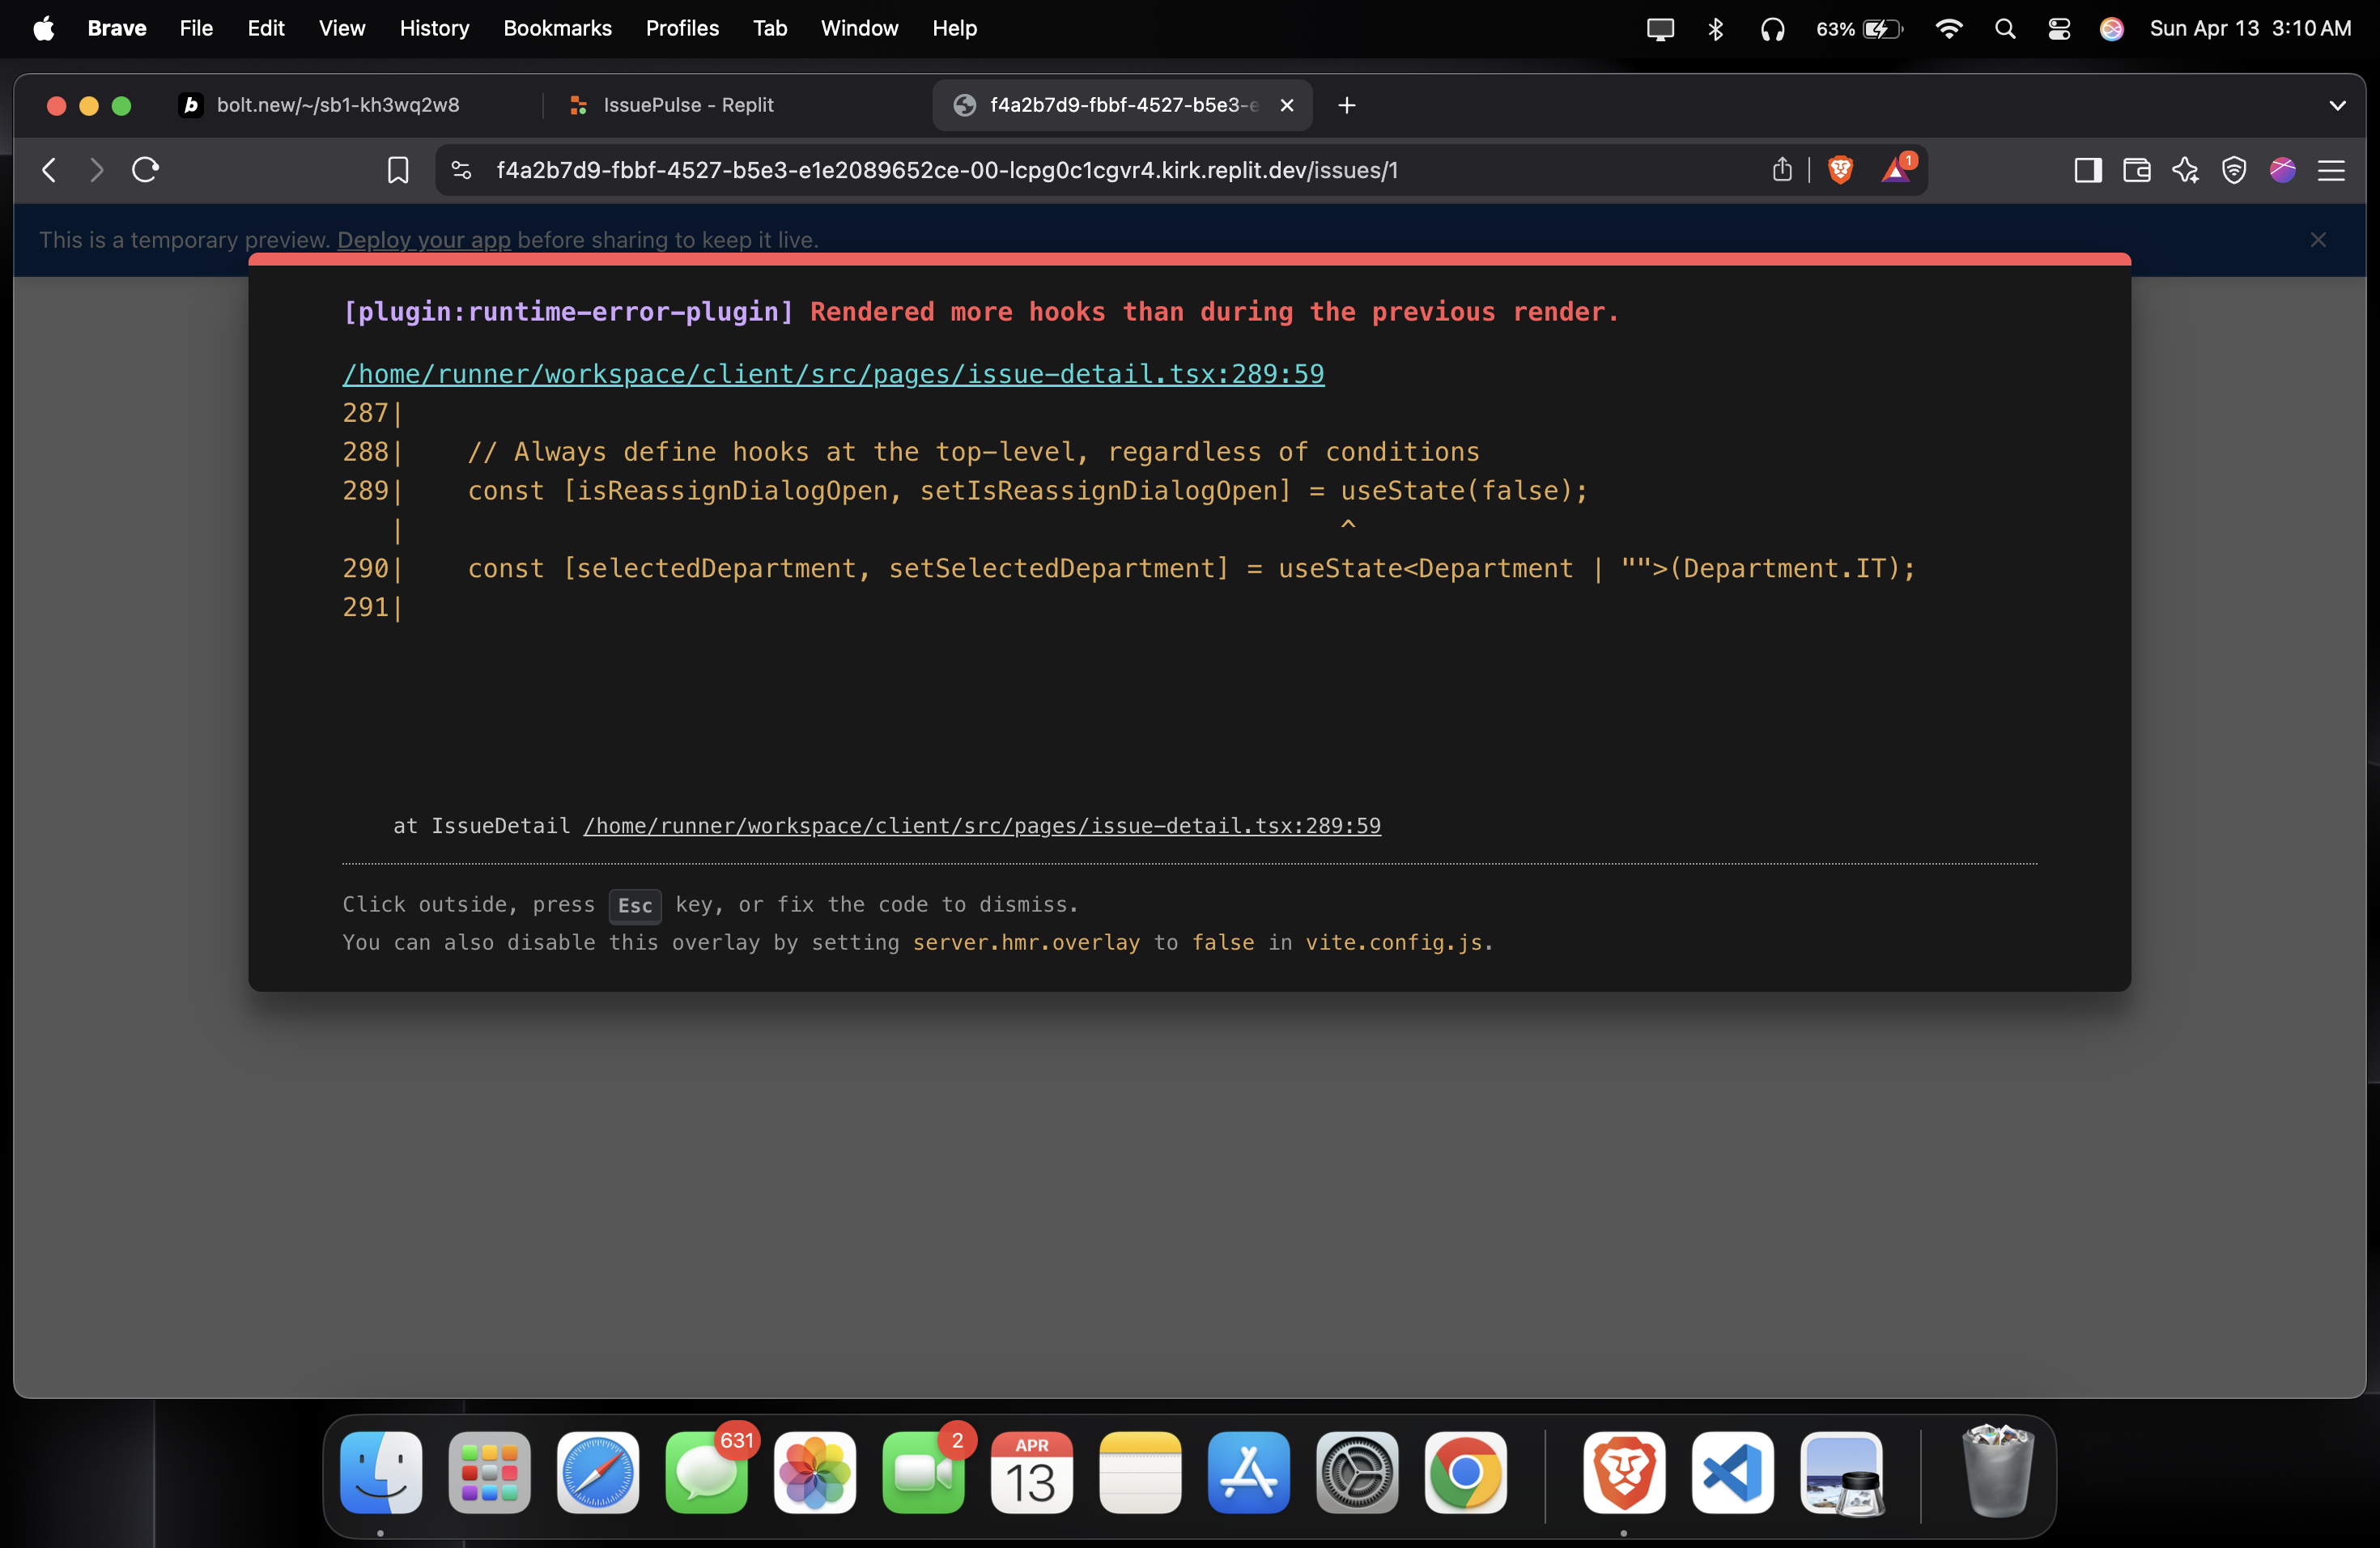 Brave File Edit View History Bookmarks Profiles Tab Window Help 63% Sun Apr 13 3:10 AM
bolt.new/~/sb1-kh3wq2w8 IssuePulse - Replit f4a2b7d9-fbbf-4527-b5e3-e
f4a2b7d9-fbbf-4527-b5e3-e1e2089652ce-00-lcpg0c1cgvr4.kirk.replit.dev/issues/1 1
This is a temporary preview. Deploy your app before sharing to keep it live.
[plugin:runtime-error-plugin] Rendered more hooks than during the previous render.
/home/runner/workspace/client/src/pages/issue-detail.tsx:289:59
287|
288| // Always define hooks at the top-level, regardless of conditions
289| const [isReassignDialogOpen, setIsReassignDialogOpen] = useState(false);
| ^
290| const [selectedDepartment, setSelectedDepartment] = useState<Department | "">(Department.IT);
291|
at IssueDetail /home/runner/workspace/client/src/pages/issue-detail.tsx:289:59
Click outside, press Esc key, or fix the code to dismiss.
You can also disable this overlay by setting server.hmr.overlay to false in vite.config.js.
631 2 APR
13